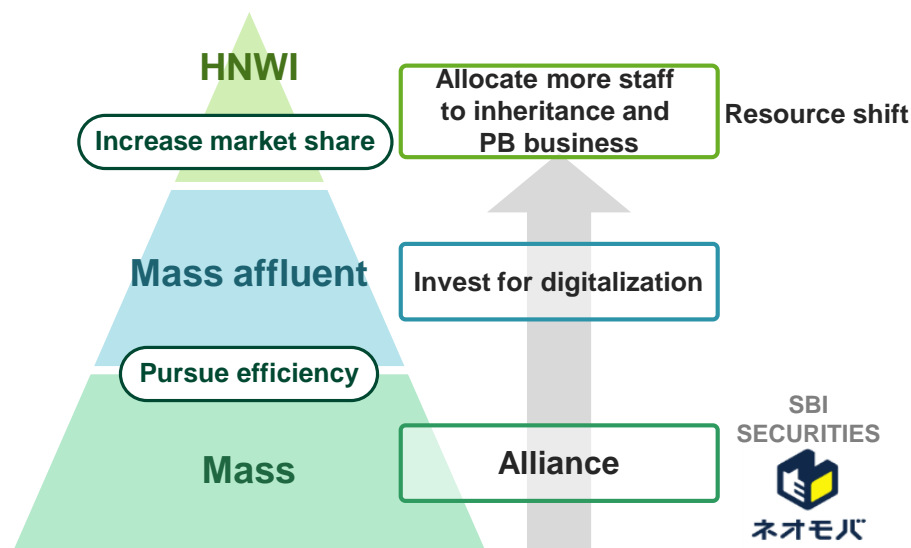 HNWI
Increase market share
Allocate more staff
to inheritance and
PB business
Resource shift
Mass affluent
Invest for digitalization
Pursue efficiency
Mass
Alliance
SBI
SECURITIES
ネオモバ